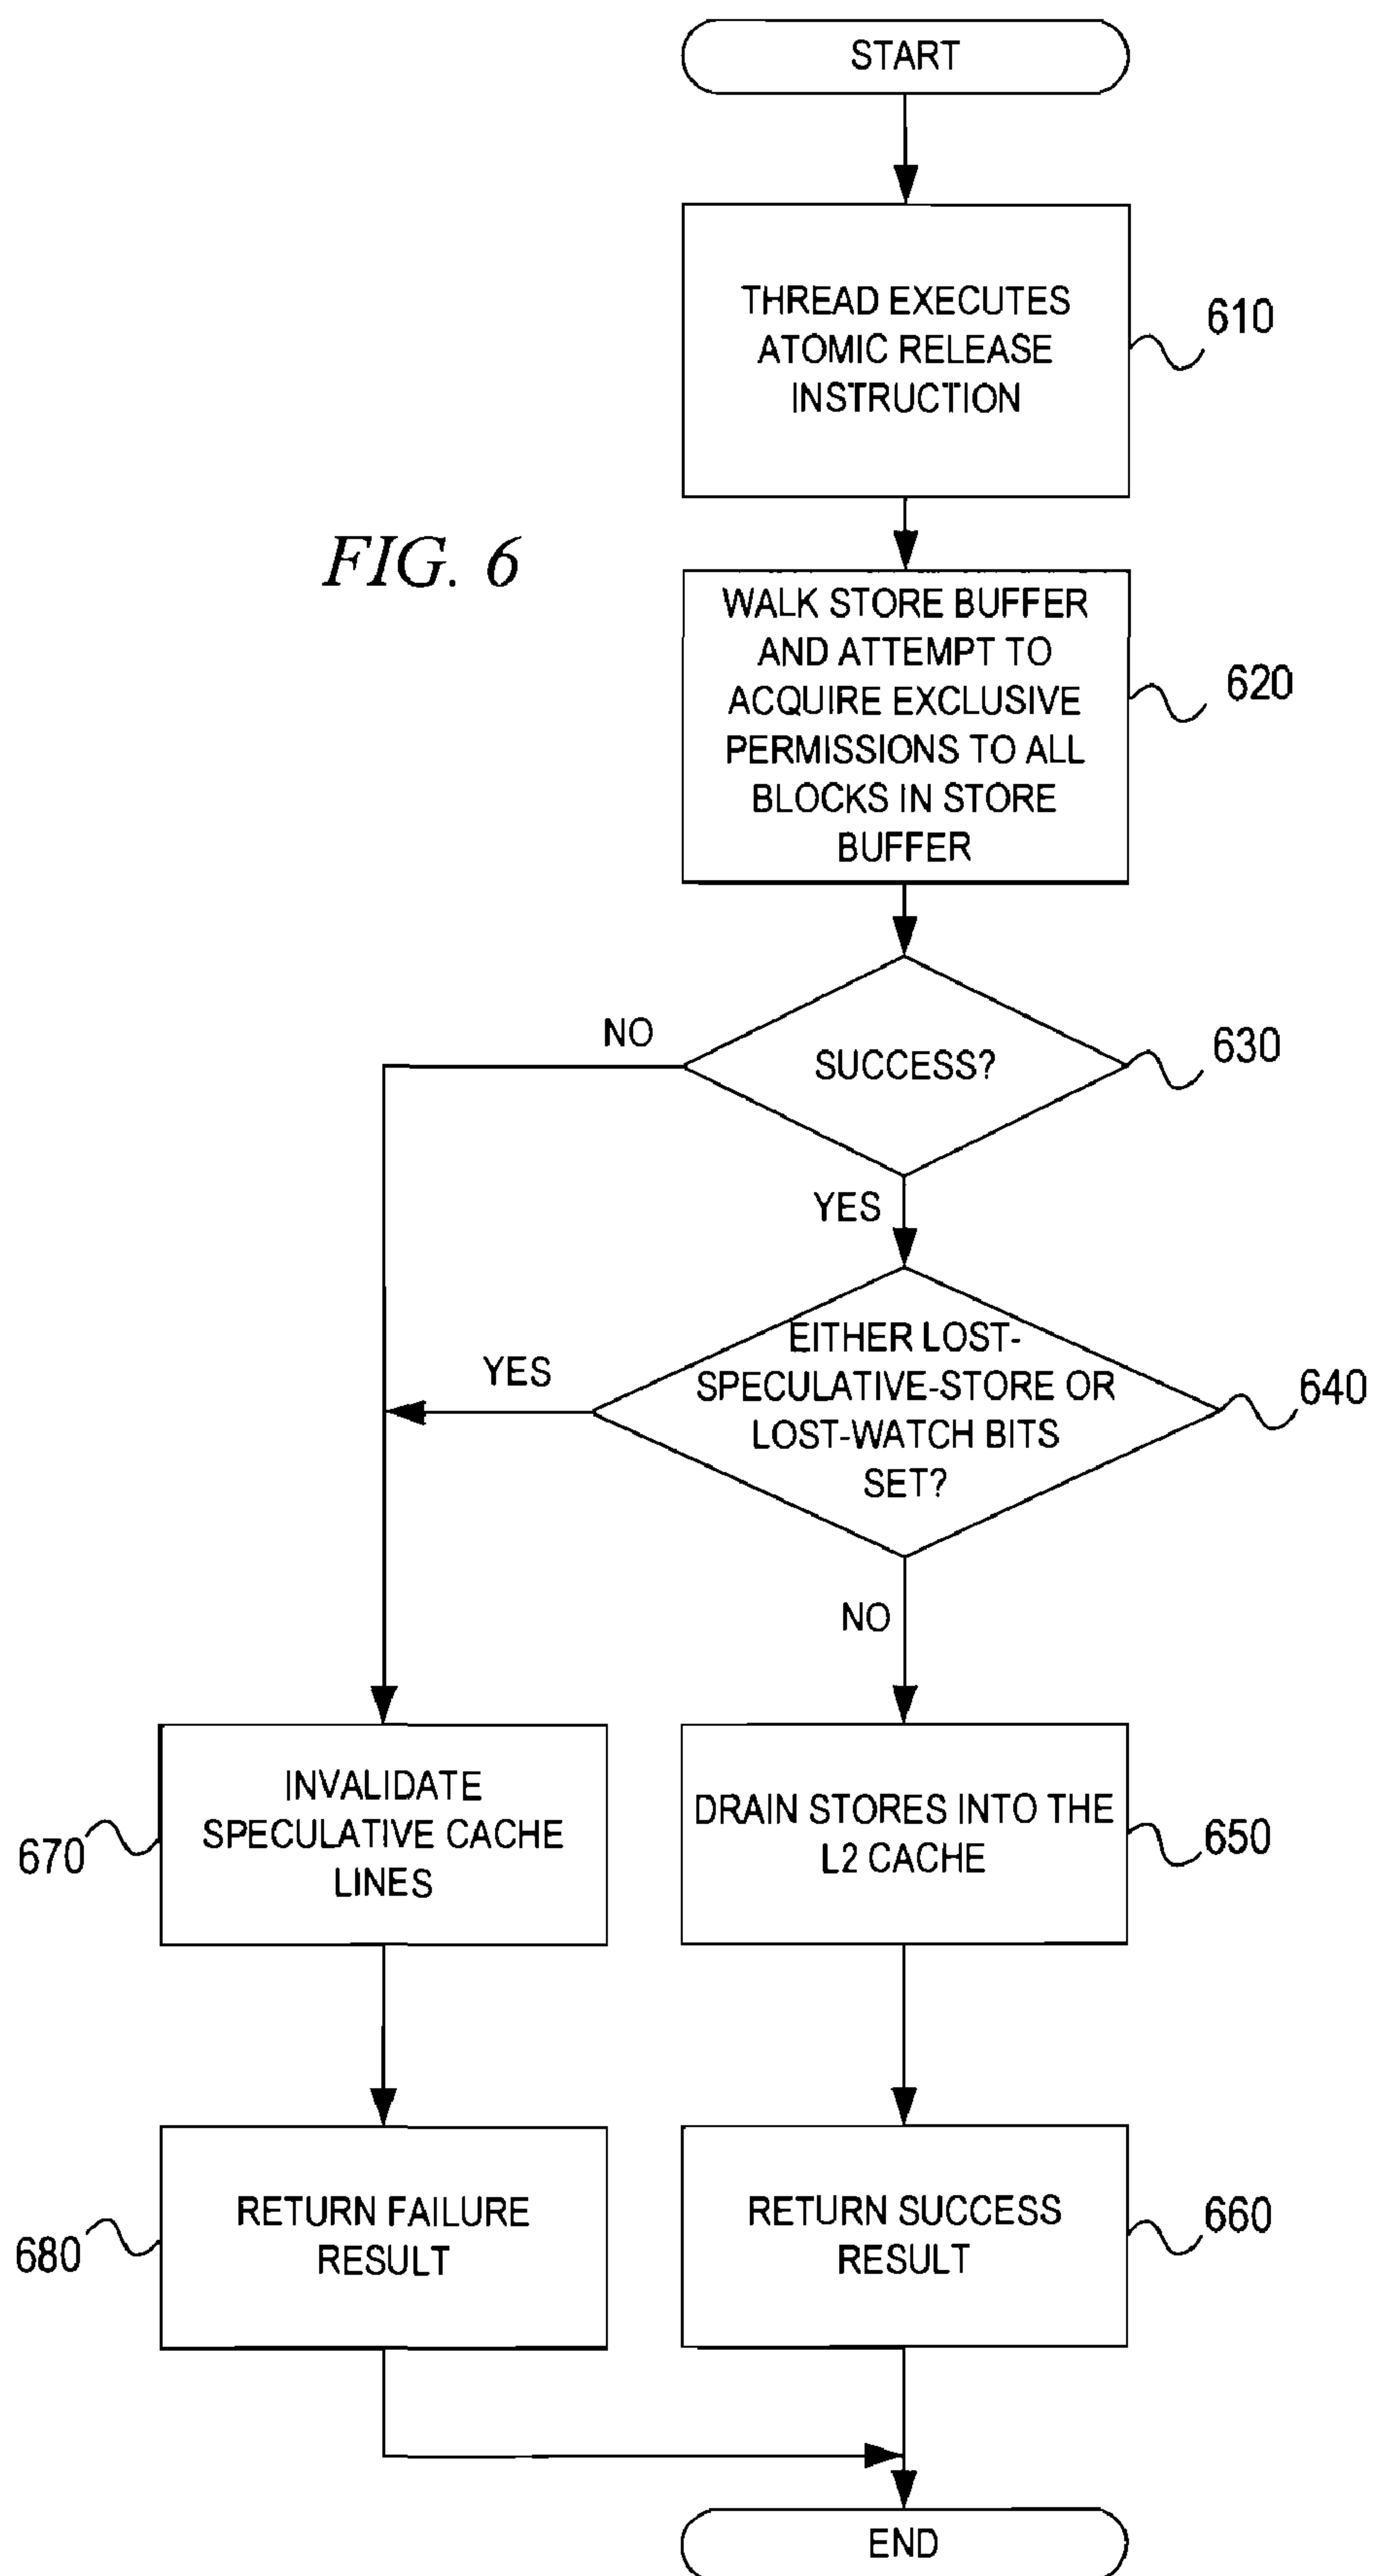 START
THREAD EXECUTES
ATOMIC RELEASE
INSTRUCTION
610
FIG. 6
WALK STORE BUFFER
AND ATTEMPT TO
ACQUIRE EXCLUSIVE
PERMISSIONS TO ALL
BLOCKS IN STORE
BUFFER
620
NO
SUCCESS?
630
YES
YES
EITHER LOST-
SPECULATIVE-STORE OR
LOST-WATCH BITS
SET?
640
NO
INVALIDATE
SPECULATIVE CACHE
LINES
670
DRAIN STORES INTO THE
L2 CACHE
650
RETURN FAILURE
RESULT
680
RETURN SUCCESS
RESULT
660
END